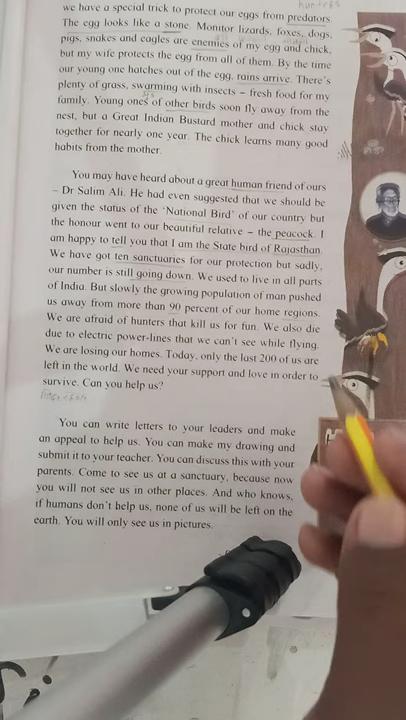 hunters
we have a special trick to protect our eggs from predators.
The egg looks like a stone. Monitor lizards, foxes, dogs,
pigs, snakes and eagles are enemies of my egg and chick,
but my wife protects the egg from all of them. By the time
our young one hatches out of the egg, rains arrive. There's
plenty of grass, swarming with insects – fresh food for my
family. Young ones of other birds soon fly away from the
nest, but a Great Indian Bustard mother and chick stay
together for nearly one year. The chick learns many good
habits from the mother.
You may have heard about a great human friend of ours
– Dr Salim Ali. He had even suggested that we should be
given the status of the 'National Bird' of our country but
the honour went to our beautiful relative – the peacock. I
am happy to tell you that I am the State bird of Rajasthan.
We have got ten sanctuaries for our protection but sadly,
our number is still going down. We used to live in all parts
of India. But slowly the growing population of man pushed
us away from more than 90 percent of our home regions.
We are afraid of hunters that kill us for fun. We also die
due to electric power-lines that we can't see while flying.
We are losing our homes. Today, only the last 200 of us are
left in the world. We need your support and love in order to
survive. Can you help us?
You can write letters to your leaders and make
an appeal to help us. You can make my drawing and
submit it to your teacher. You can discuss this with your
parents. Come to see us at a sanctuary, because now
you will not see us in other places. And who knows,
if humans don't help us, none of us will be left on the
earth. You will only see us in pictures.